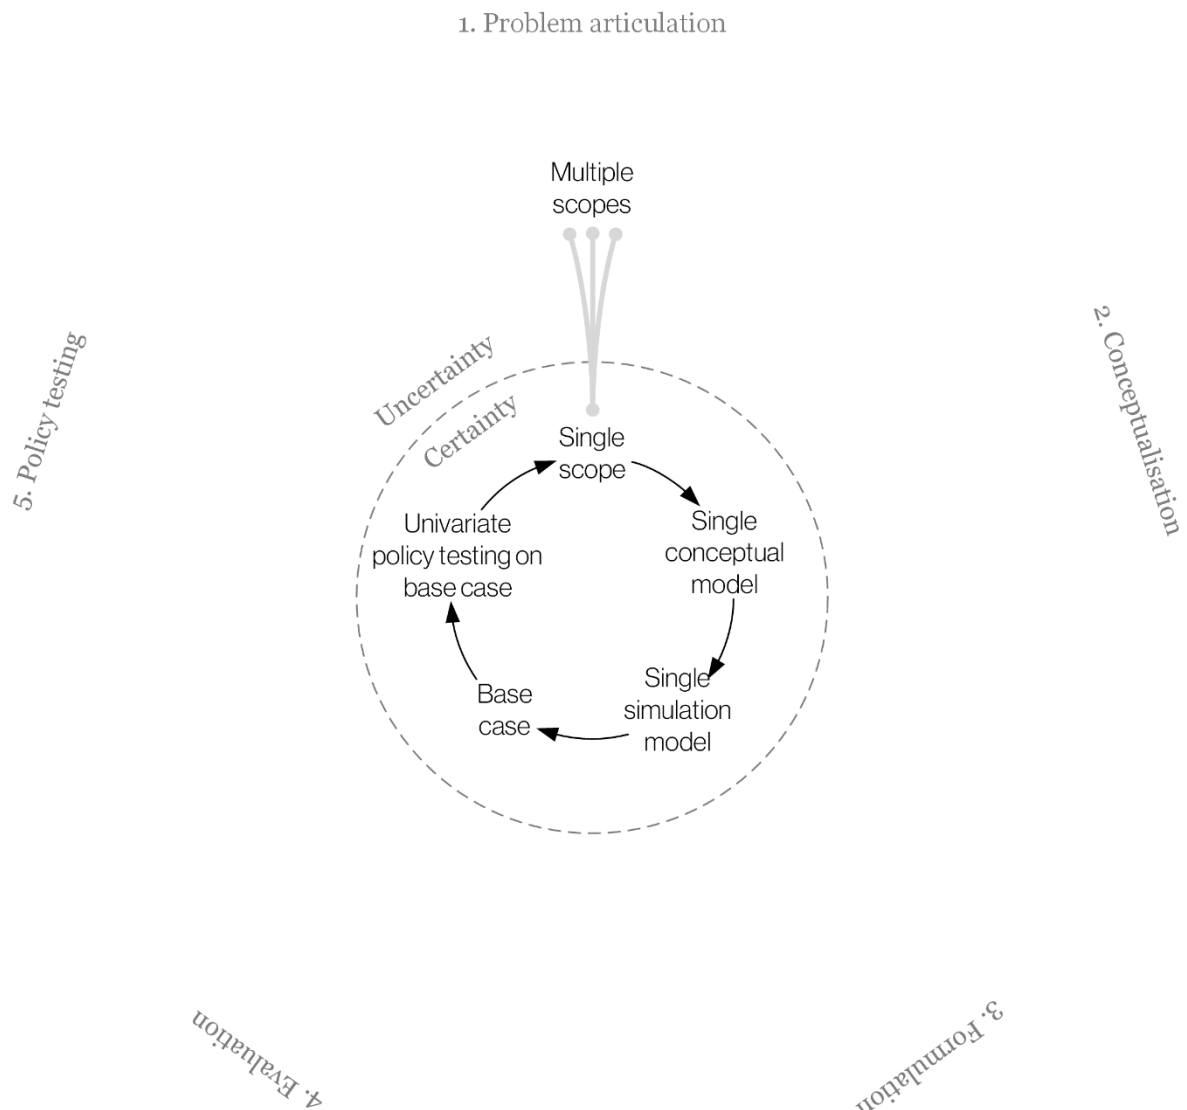 1. Problem articulation
Multiple
scopes
Uncertainty
Certainty
Single
scope
Single
conceptual
model
Single
simulation
model
Base
case
Univariate
policy testing on
base case
2. Conceptualisation
3. Formulation
4. Evaluation
5. Policy testing